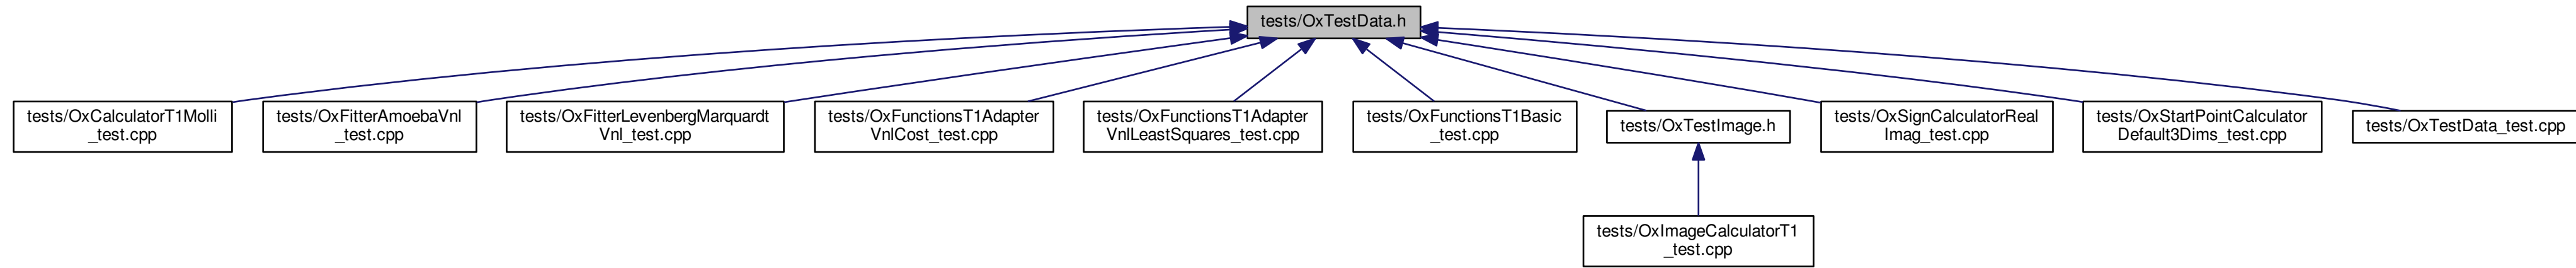 tests/OxTestData.h
tests/OxCalculatorT1Molli
_test.cpp
tests/OxFitterAmoebaVnl
_test.cpp
tests/OxFitterLevenbergMarquardt
Vnl_test.cpp
tests/OxFunctionsT1Adapter
VnlCost_test.cpp
tests/OxFunctionsT1Adapter
VnlLeastSquares_test.cpp
tests/OxFunctionsT1Basic
_test.cpp
tests/OxTestImage.h
tests/OxSignCalculatorReal
Imag_test.cpp
tests/OxStartPointCalculator
Default3Dims_test.cpp
tests/OxTestData_test.cpp
tests/OxImageCalculatorT1
_test.cpp